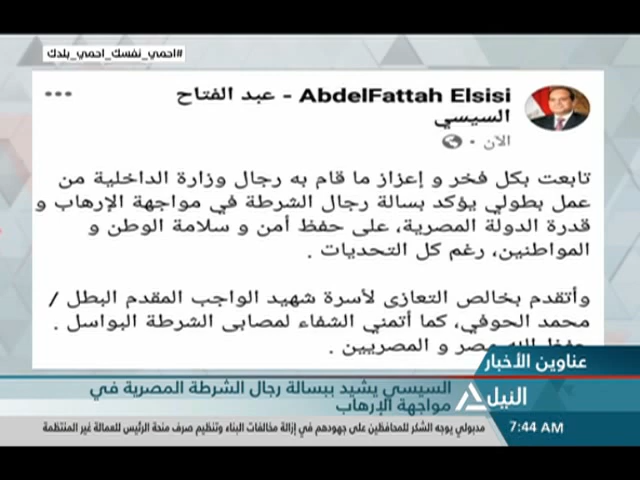 #احمي_نفسك_احمي_بلدك
AbdelFattah Elsisi - عبد الفتاح
السيسي
الآن ·
تابعت بكل فخر و إعزاز ما قام به رجال وزارة الداخلية من
عمل بطولي يؤكد بسالة رجال الشرطة في مواجهة الإرهاب و
قدرة الدولة المصرية، على حفظ أمن و سلامة الوطن و
المواطنين، رغم كل التحديات .
وأتقدم بخالص التعازى لأسرة شهيد الواجب المقدم البطل /
محمد الحوفي، كما أتمني الشفاء لمصابى الشرطة البواسل .
مصر و المصريين .
عناوين الأخبار
النيل
السيسي يشيد ببسالة رجال الشرطة المصرية في
مواجهة الإرهاب
7:44 AM
مدبولي يوجه الشكر للمحافظين على جهودهم في إزالة مخالفات البناء وتنظيم صرف منحة الرئيس للعمالة غير المنتظمة